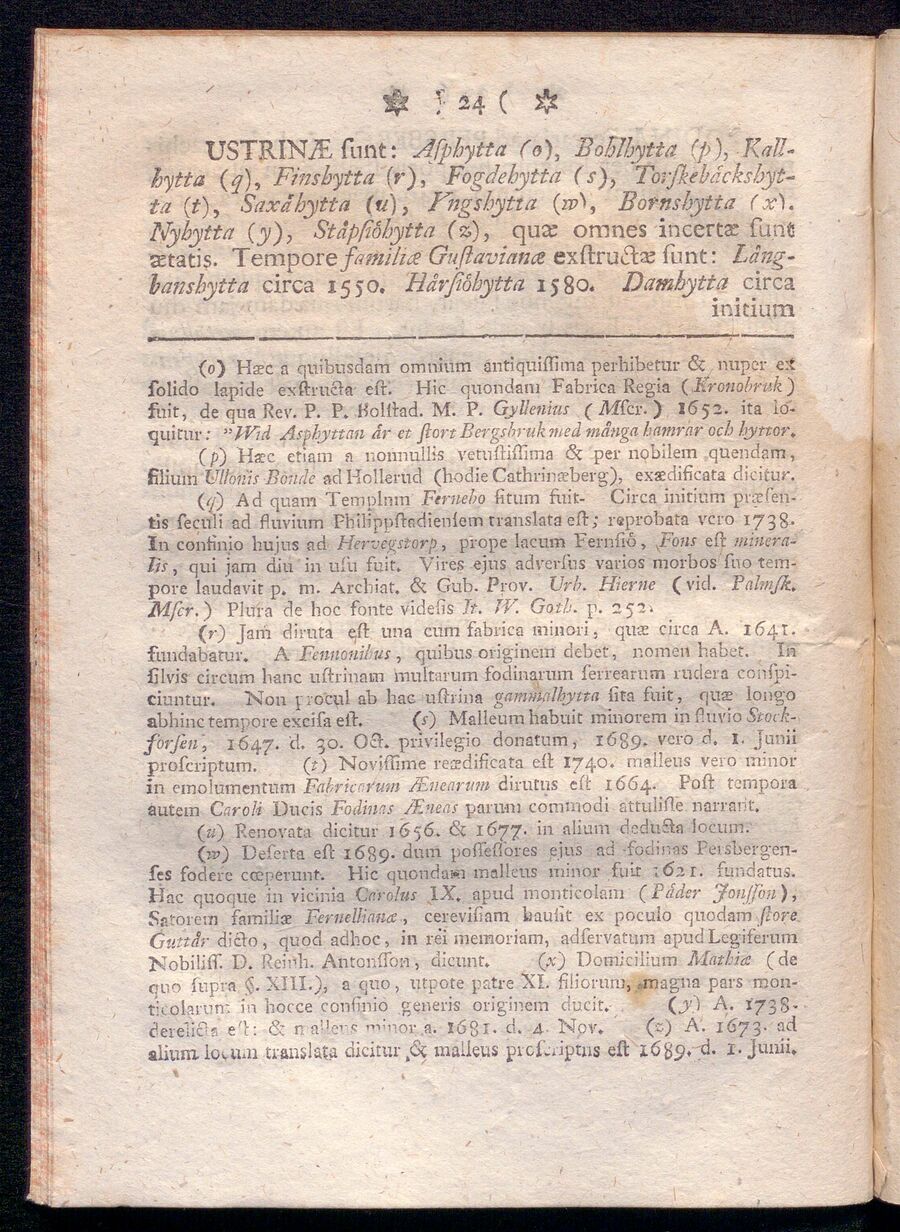 ✡ ) 24 ( ✡
USTRINÆ ſunt: Aſphytta (o), Bohlhytta (p), Kall-
hytta (q), Finshytta (r), Fogdehytta (s), Torſkebäckshyt-
ta (t), Saxåhytta (u), Yngshytta (w), Bornshytta (x).
Nyhytta (y), Ståpſiöhytta (z), quæ omnes incertæ ſunt
ætatis. Tempore familiæ Guſtavianæ exſtructæ ſunt: Lång-
banshytta circa 1550. Hårſiöhytta 1580. Damhytta circa
initium
(o) Hæc a quibusdam omnium antiquiſſima perhibetur & nuper ex
ſolido lapide exſtructa eſt. Hic quondam Fabrica Regia (Kronobruk)
fuit, de qua Rev. P. P. Bolſtad. M. P. Gyllenius (Mſcr.) 1652. ita lo-
quitur: ”Wid Asphyttan år et ſtort Bergsbruk med många hamrar och hyttor.
(p) Hæc etiam a nonnullis vetuſtiſſima & per nobilem quendam,
filium Ullonis Bonde ad Hollerud (hodie Cathrinæberg), exædificata dicitur.
(q) Ad quam Templnm Fernebo ſitum fuit- Circa initium præſen-
tis ſeculi ad fluvium Philippſtadienſem translata eſt; reprobata vero 1738.
In confinio hujus ad Hervegstorp, prope lacum Fernſiö, Fons eſt minera-
lis, qui jam diu in uſu fuit. Vires ejus adverſus varios morbos ſuo tem-
pore laudavit p. m. Archiat. & Gub. Prov. Urb. Hierne (vid. Palmſk.
Mſcr.) Plura de hoc fonte videſis It. W. Goth. p. 252.
(r) Jam diruta eſt una cum fabrica minori, quæ circa A. 1641.
fundabatur. A Fennonibus, quibus originem debet, nomen habet. In
ſilvis circum hanc uſtrinam multarum fodinarum ferrearum rudera conſpi-
ciuntur. Non procul ab hac uſtrina gammalhytta ſita fuit, quæ longo
abhinc tempore exciſa eſt. (s) Malleum habuit minorem in fluvio Stock-
forſen, 1647. d. 30. Oct. privilegio donatum, 1689. vero d. 1. Junii
proſcriptum. (t) Noviſſime reædificata eſt 1740. malleus vero minor
in emolumentum Fabricarum Ænearum dirutus eſt 1664. Poſt tempora
autem Caroli Ducis Fodinas Æneas parum commodi attuliſſe narrant.
(u) Renovata dicitur 1656. & 1677. in alium deducta locum.
(w) Deſerta eſt 1689. dum poſſeſſores ejus ad fodinas Persbergen-
ſes fodere cœperunt. Hic quondam malleus minor fuit 1621. fundatus.
Hac quoque in vicinia Carolus IX. apud monticolam (Påder Jonſſon),
Satorem familiæ Fernellianæ, cereviſiam hauſit ex poculo quodam ſtore
Guttår dicto, quod adhoc, in rei memoriam, adſervatum apud Legiferum
Nobiliſſ. D. Reinh. Antonſſon, dicunt. (x) Domicilium Mathiæ (de
quo ſupra §. XIII.), a quo, utpote patre XI. filiorum, magna pars mon-
ticolarum in hocce confinio generis originem ducit. (y) A. 1738.
derelicta eſt: & malleus minor a. 1681. d. 4. Nov. (z) A. 1673. ad
alium locum translata dicitur & malleus proſcriptns eſt 1689. d. 1. Junii.